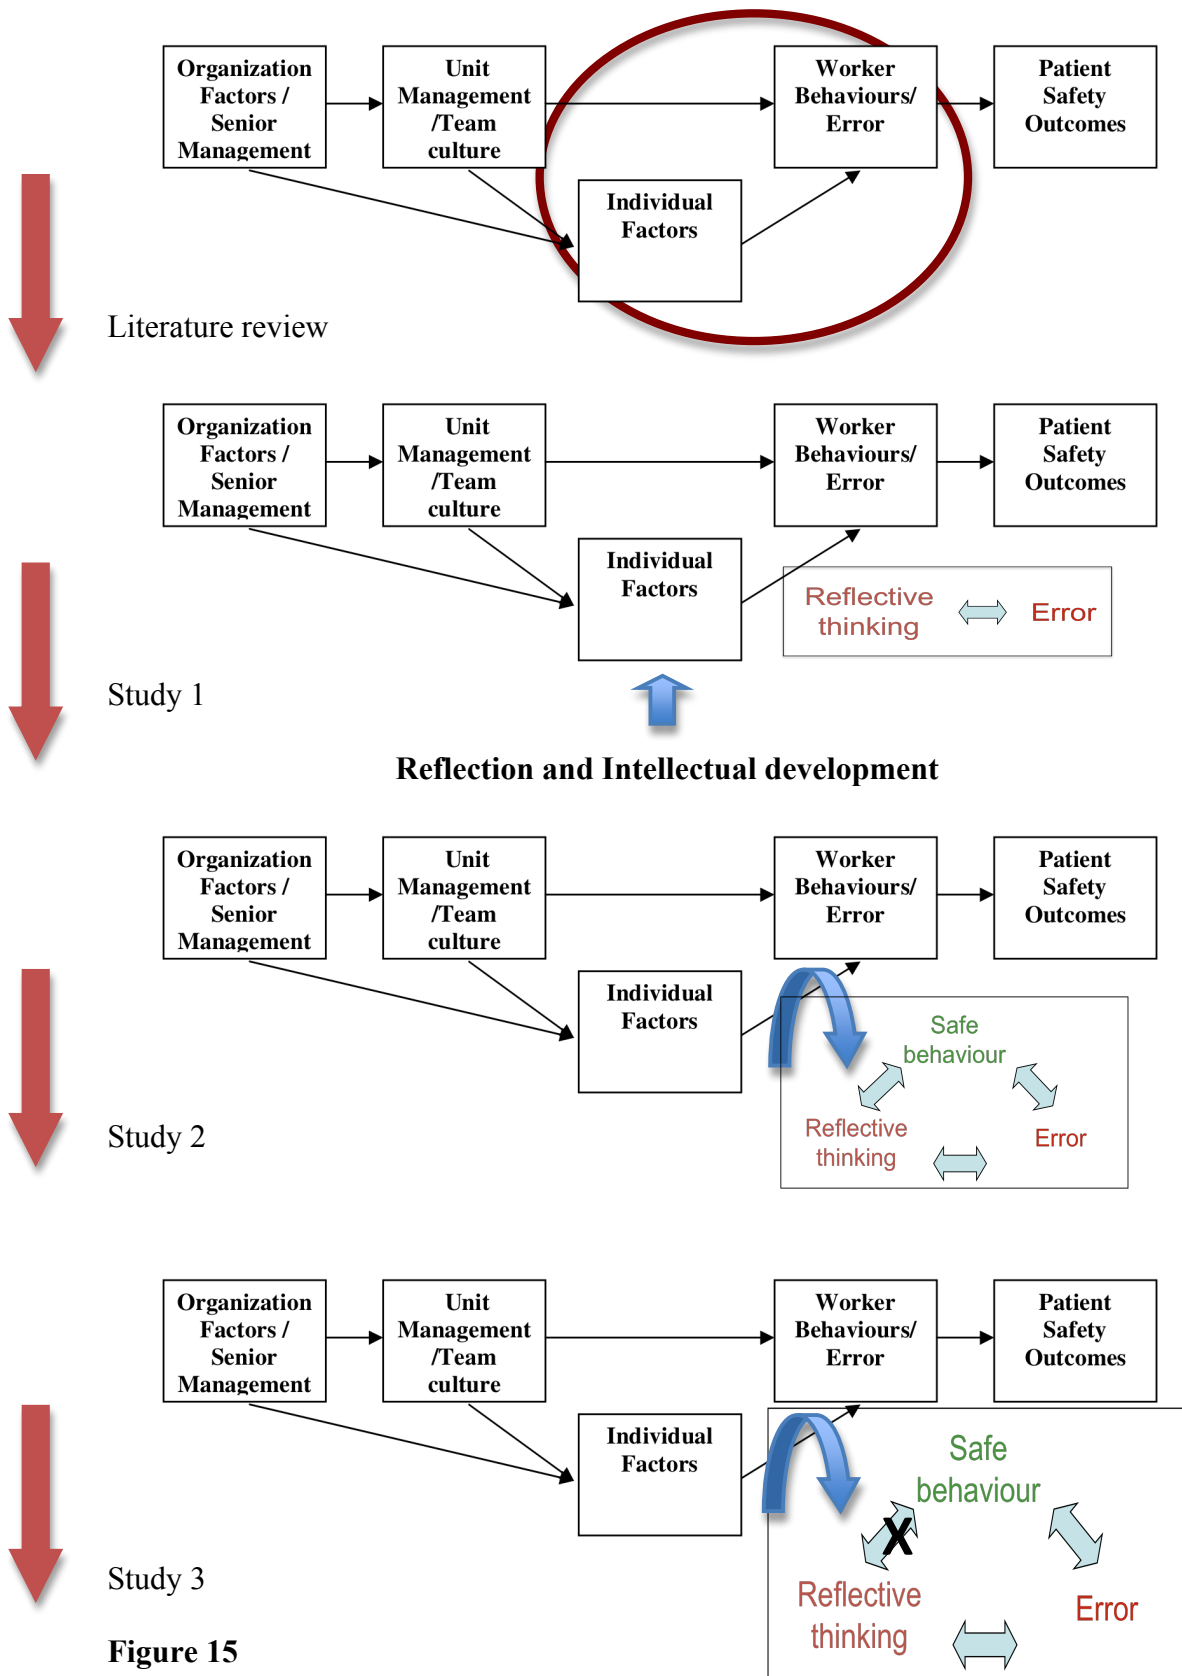 Organization
Factors /
Senior
Management
Unit
Management
/Team
culture
Worker
Behaviours/
Error
Patient
Safety
Outcomes
Individual
Factors
Literature review
Organization
Factors /
Senior
Management
Unit
Management
/Team
culture
Worker
Behaviours/
Error
Patient
Safety
Outcomes
Individual
Factors
Reflective
thinking
Error
Study 1
Reflection and Intellectual development
Organization
Factors /
Senior
Management
Unit
Management
/Team
culture
Worker
Behaviours/
Error
Patient
Safety
Outcomes
Individual
Factors
Safe
behaviour
Reflective
thinking
Error
Study 2
Organization
Factors /
Senior
Management
Unit
Management
/Team
culture
Worker
Behaviours/
Error
Patient
Safety
Outcomes
Individual
Factors
Safe
behaviour
X
Reflective
thinking
Error
Study 3
Figure 15